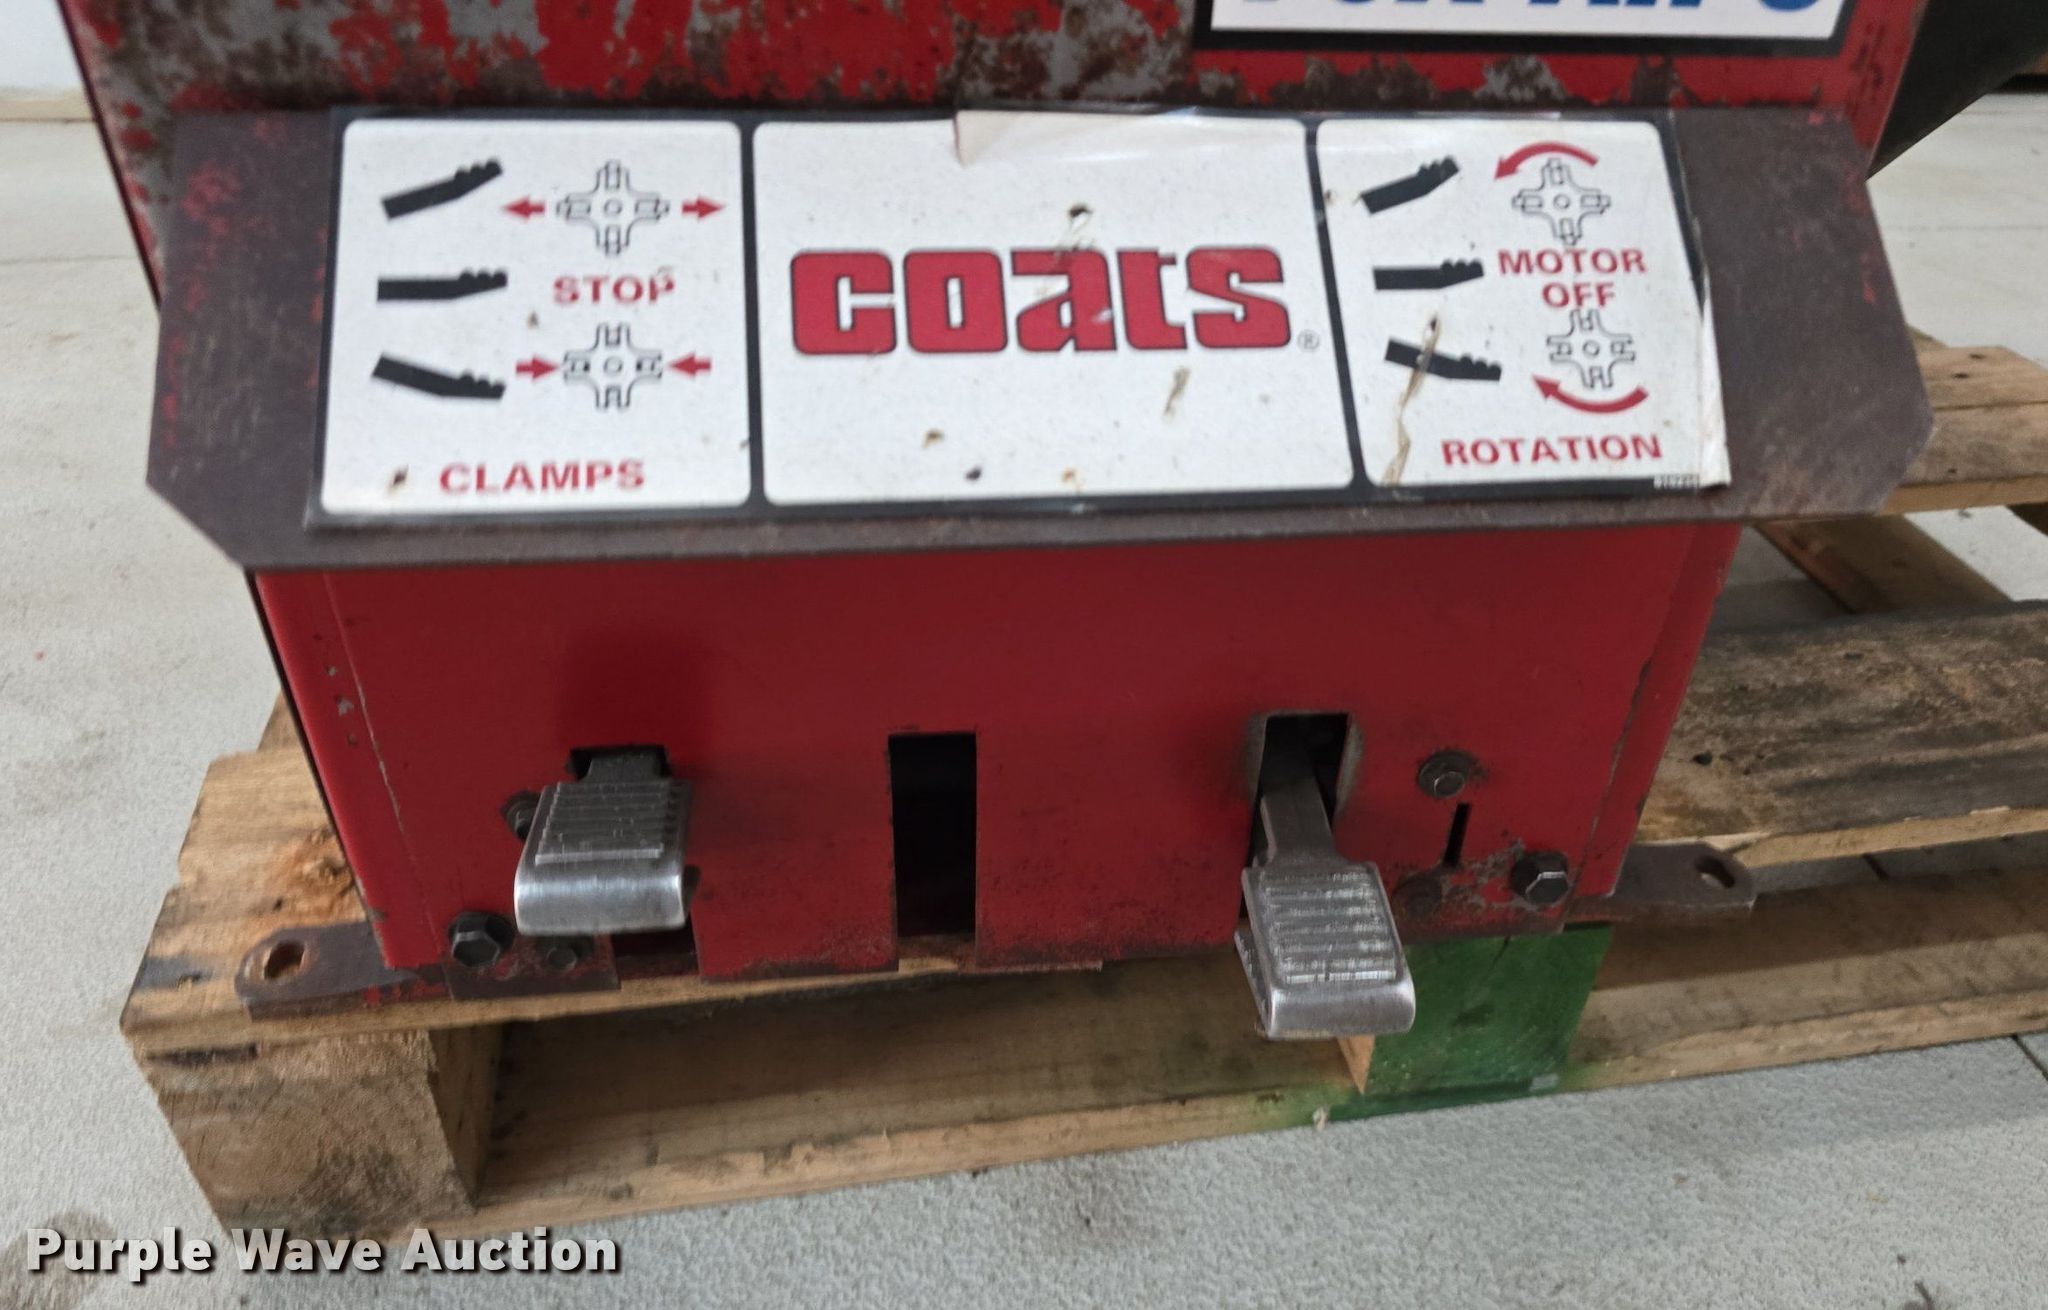 STOP
CLAMPS
coats®
MOTOR
OFF
ROTATION
Purple Wave Auction